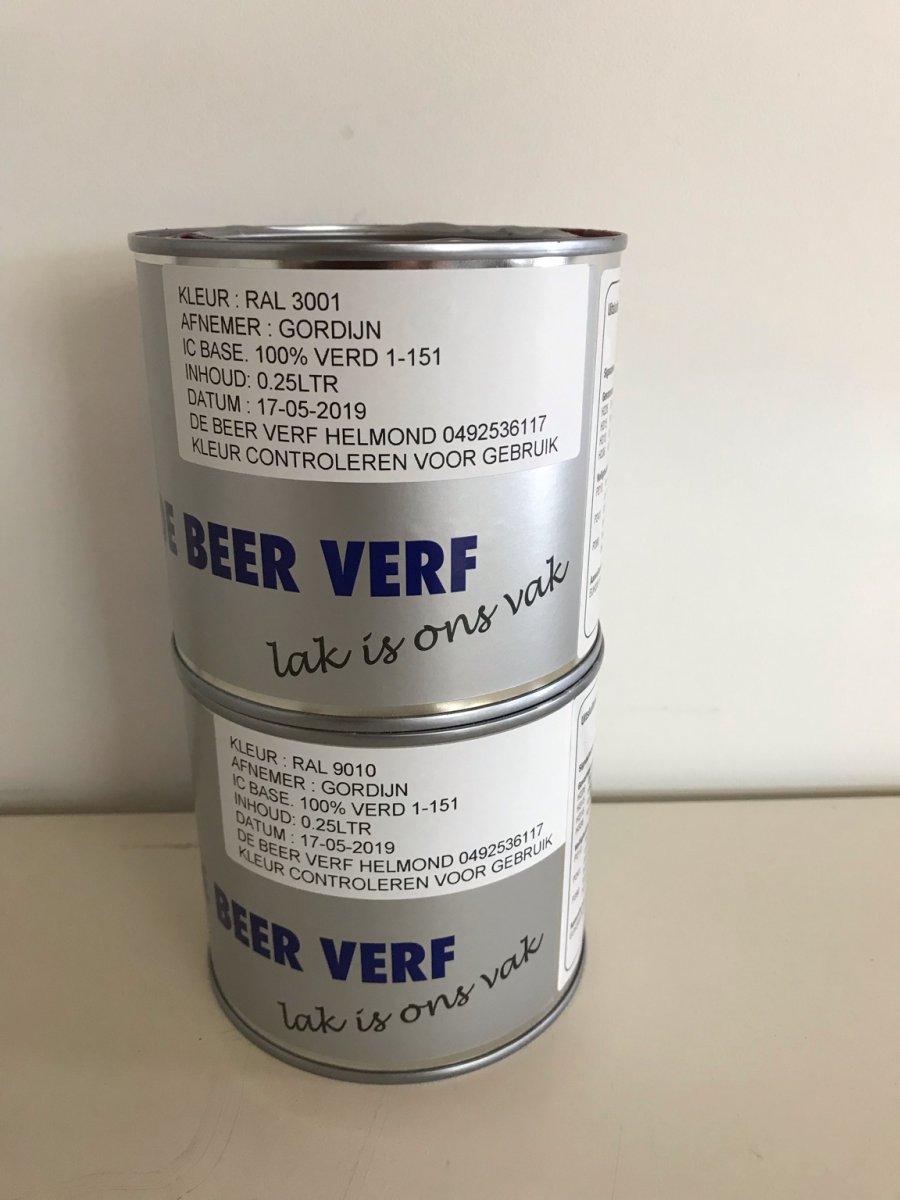 KLEUR : RAL 3001
AFNEMER : GORDIJN
IC BASE. 100% VERD 1-151
INHOUD: 0.25LTR
DATUM : 17-05-2019
DE BEER VERF HELMOND 0492536117
KLEUR CONTROLEREN VOOR GEBRUIK
BEER VERF
lak is ons vak
KLEUR : RAL 9010
AFNEMER : GORDIJN
IC BASE. 100% VERD 1-151
INHOUD: 0.25LTR
DATUM : 17-05-2019
DE BEER VERF HELMOND 0492536117
KLEUR CONTROLEREN VOOR GEBRUIK
BEER VERF
lak is ons vak